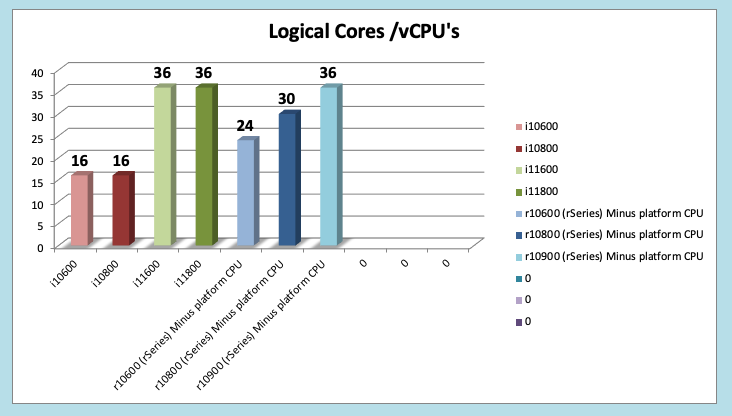 Logical Cores /vCPU's
40
35
30
25
20
15
10
5
0
16
16
36
36
24
30
36
i10600
i10800
i11600
i11800
r10600 (rSeries) Minus platform CPU
r10800 (rSeries) Minus platform CPU
r10900 (rSeries) Minus platform CPU
0
0
0
i10600
i10800
i11600
i11800
r10600 (rSeries) Minus platform CPU
r10800 (rSeries) Minus platform CPU
r10900 (rSeries) Minus platform CPU
0
0
0